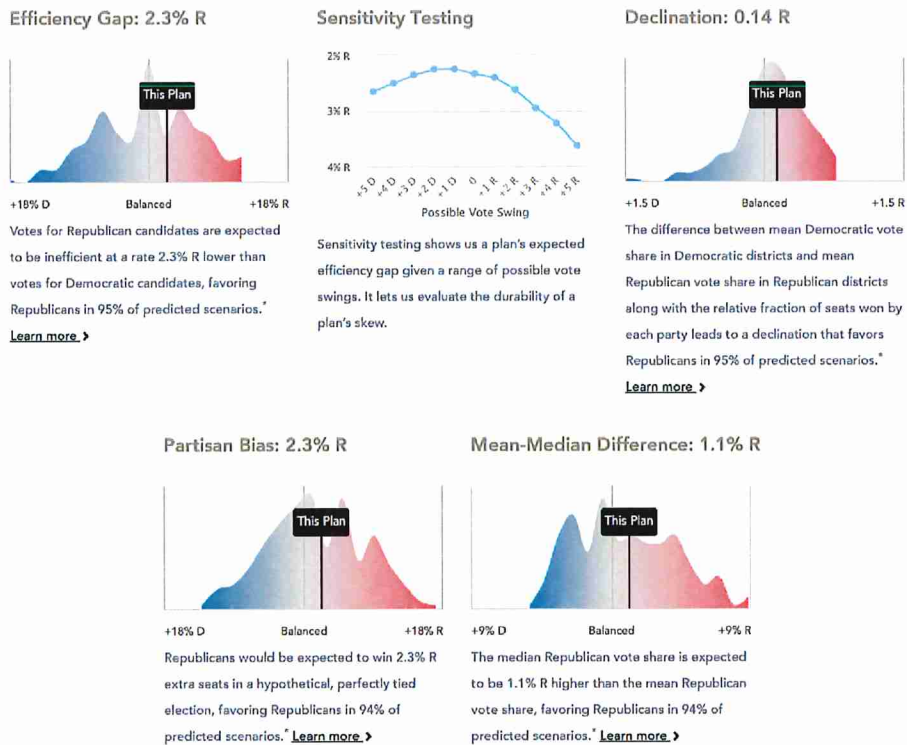 Efficiency Gap: 2.3% R
This Plan
+18% D Balanced +18% R
Votes for Republican candidates are expected
to be inefficient at a rate 2.3% R lower than
votes for Democratic candidates, favoring
Republicans in 95% of predicted scenarios.*
Learn more ❯
Sensitivity Testing
2% R
3% R
4% R
+5 D +4 D +3 D +2 D +1 D 0 +1 R +2 R +3 R +4 R +5 R
Possible Vote Swing
Sensitivity testing shows us a plan's expected
efficiency gap given a range of possible vote
swings. It lets us evaluate the durability of a
plan's skew.
Declination: 0.14 R
This Plan
+1.5 D Balanced +1.5 R
The difference between mean Democratic vote
share in Democratic districts and mean
Republican vote share in Republican districts
along with the relative fraction of seats won by
each party leads to a declination that favors
Republicans in 95% of predicted scenarios.*
Learn more ❯
Partisan Bias: 2.3% R
This Plan
+18% D Balanced +18% R
Republicans would be expected to win 2.3% R
extra seats in a hypothetical, perfectly tied
election, favoring Republicans in 94% of
predicted scenarios.* Learn more ❯
Mean-Median Difference: 1.1% R
This Plan
+9% D Balanced +9% R
The median Republican vote share is expected
to be 1.1% R higher than the mean Republican
vote share, favoring Republicans in 94% of
predicted scenarios.* Learn more ❯